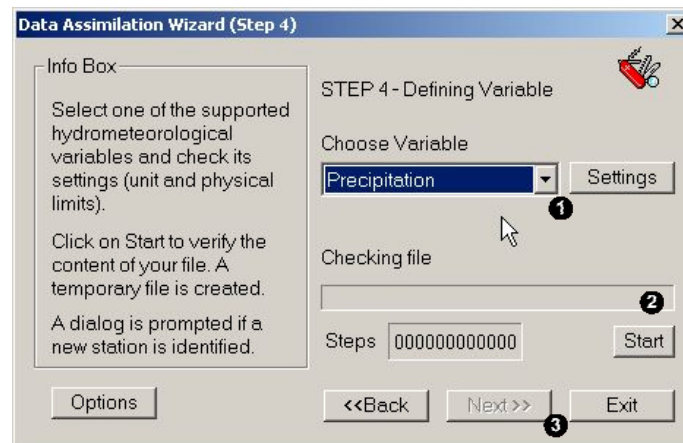 Data Assimilation Wizard (Step 4)
Info Box
Select one of the supported
hydrometeorological
variables and check its
settings (unit and physical
limits).
Click on Start to verify the
content of your file. A
temporary file is created.
A dialog is prompted if a
new station is identified.
Options
STEP 4 - Defining Variable
Choose Variable
Precipitation
Settings
1
Checking file
2
Steps 000000000000
Start
<<Back
Next>>
Exit
3